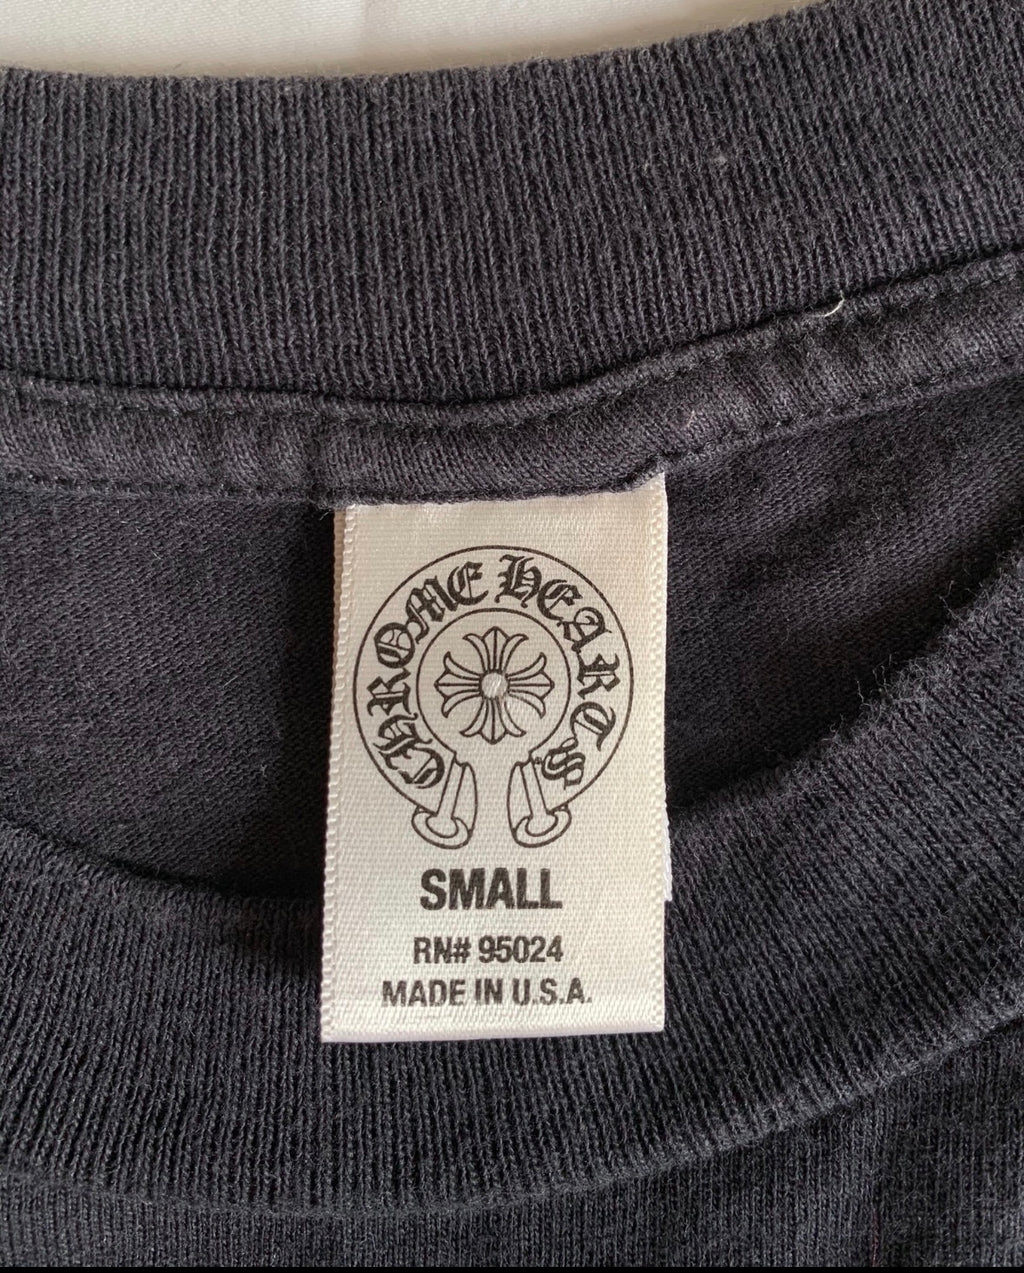 CHROME HEARTS
SMALL
RN# 95024
MADE IN U.S.A.